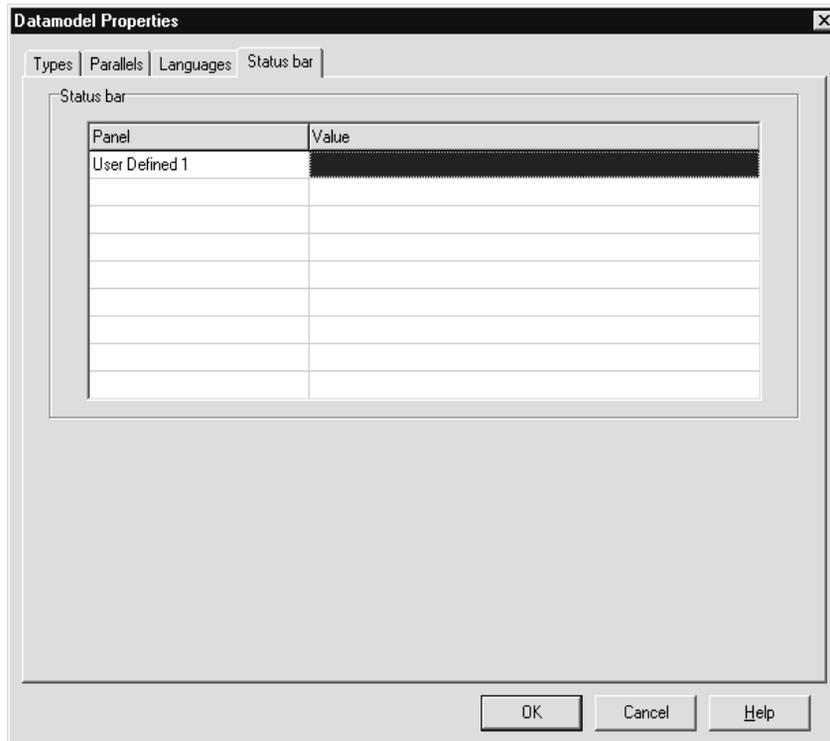 Datamodel Properties
Types Parallels Languages Status bar
Status bar
Panel Value
User Defined 1
OK Cancel Help